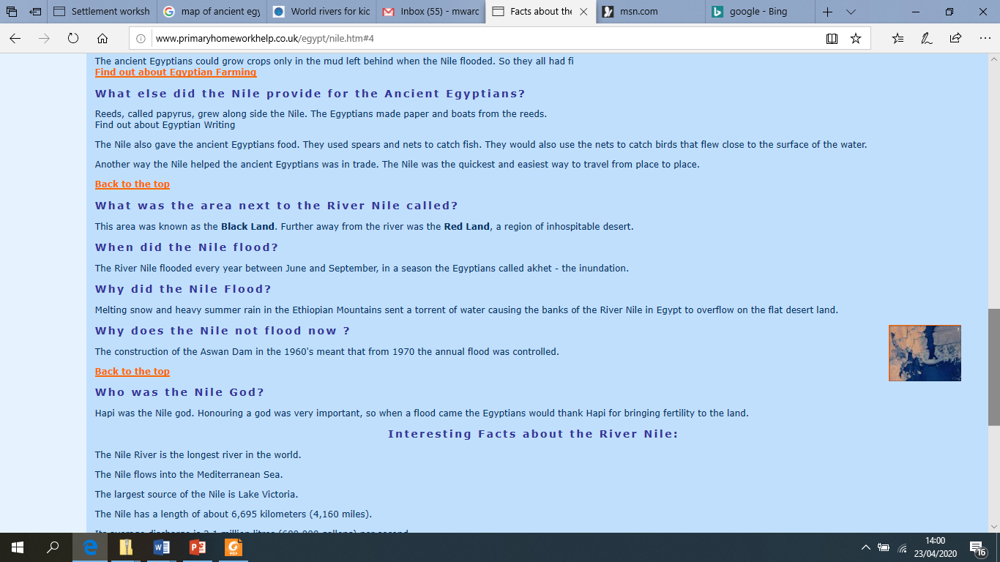 Settlement worksh
map of ancient egy
World rivers for kic
Inbox (55) - mwarc
Facts about the
msn.com
google - Bing
www.primaryhomeworkhelp.co.uk/egypt/nile.htm#4
The ancient Egyptians could grow crops only in the mud left behind when the Nile flooded. So they all had fi
Find out about Egyptian Farming
What else did the Nile provide for the Ancient Egyptians?
Reeds, called papyrus, grew along side the Nile. The Egyptians made paper and boats from the reeds.
Find out about Egyptian Writing
The Nile also gave the ancient Egyptians food. They used spears and nets to catch fish. They would also use the nets to catch birds that flew close to the surface of the water.
Another way the Nile helped the ancient Egyptians was in trade. The Nile was the quickest and easiest way to travel from place to place.
Back to the top
What was the area next to the River Nile called?
This area was known as the Black Land. Further away from the river was the Red Land, a region of inhospitable desert.
When did the Nile flood?
The River Nile flooded every year between June and September, in a season the Egyptians called akhet - the inundation.
Why did the Nile Flood?
Melting snow and heavy summer rain in the Ethiopian Mountains sent a torrent of water causing the banks of the River Nile in Egypt to overflow on the flat desert land.
Why does the Nile not flood now ?
The construction of the Aswan Dam in the 1960's meant that from 1970 the annual flood was controlled.
Back to the top
Who was the Nile God?
Hapi was the Nile god. Honouring a god was very important, so when a flood came the Egyptians would thank Hapi for bringing fertility to the land.
Interesting Facts about the River Nile:
The Nile River is the longest river in the world.
The Nile flows into the Mediterranean Sea.
The largest source of the Nile is Lake Victoria.
The Nile has a length of about 6,695 kilometers (4,160 miles).
14:00
23/04/2020
16